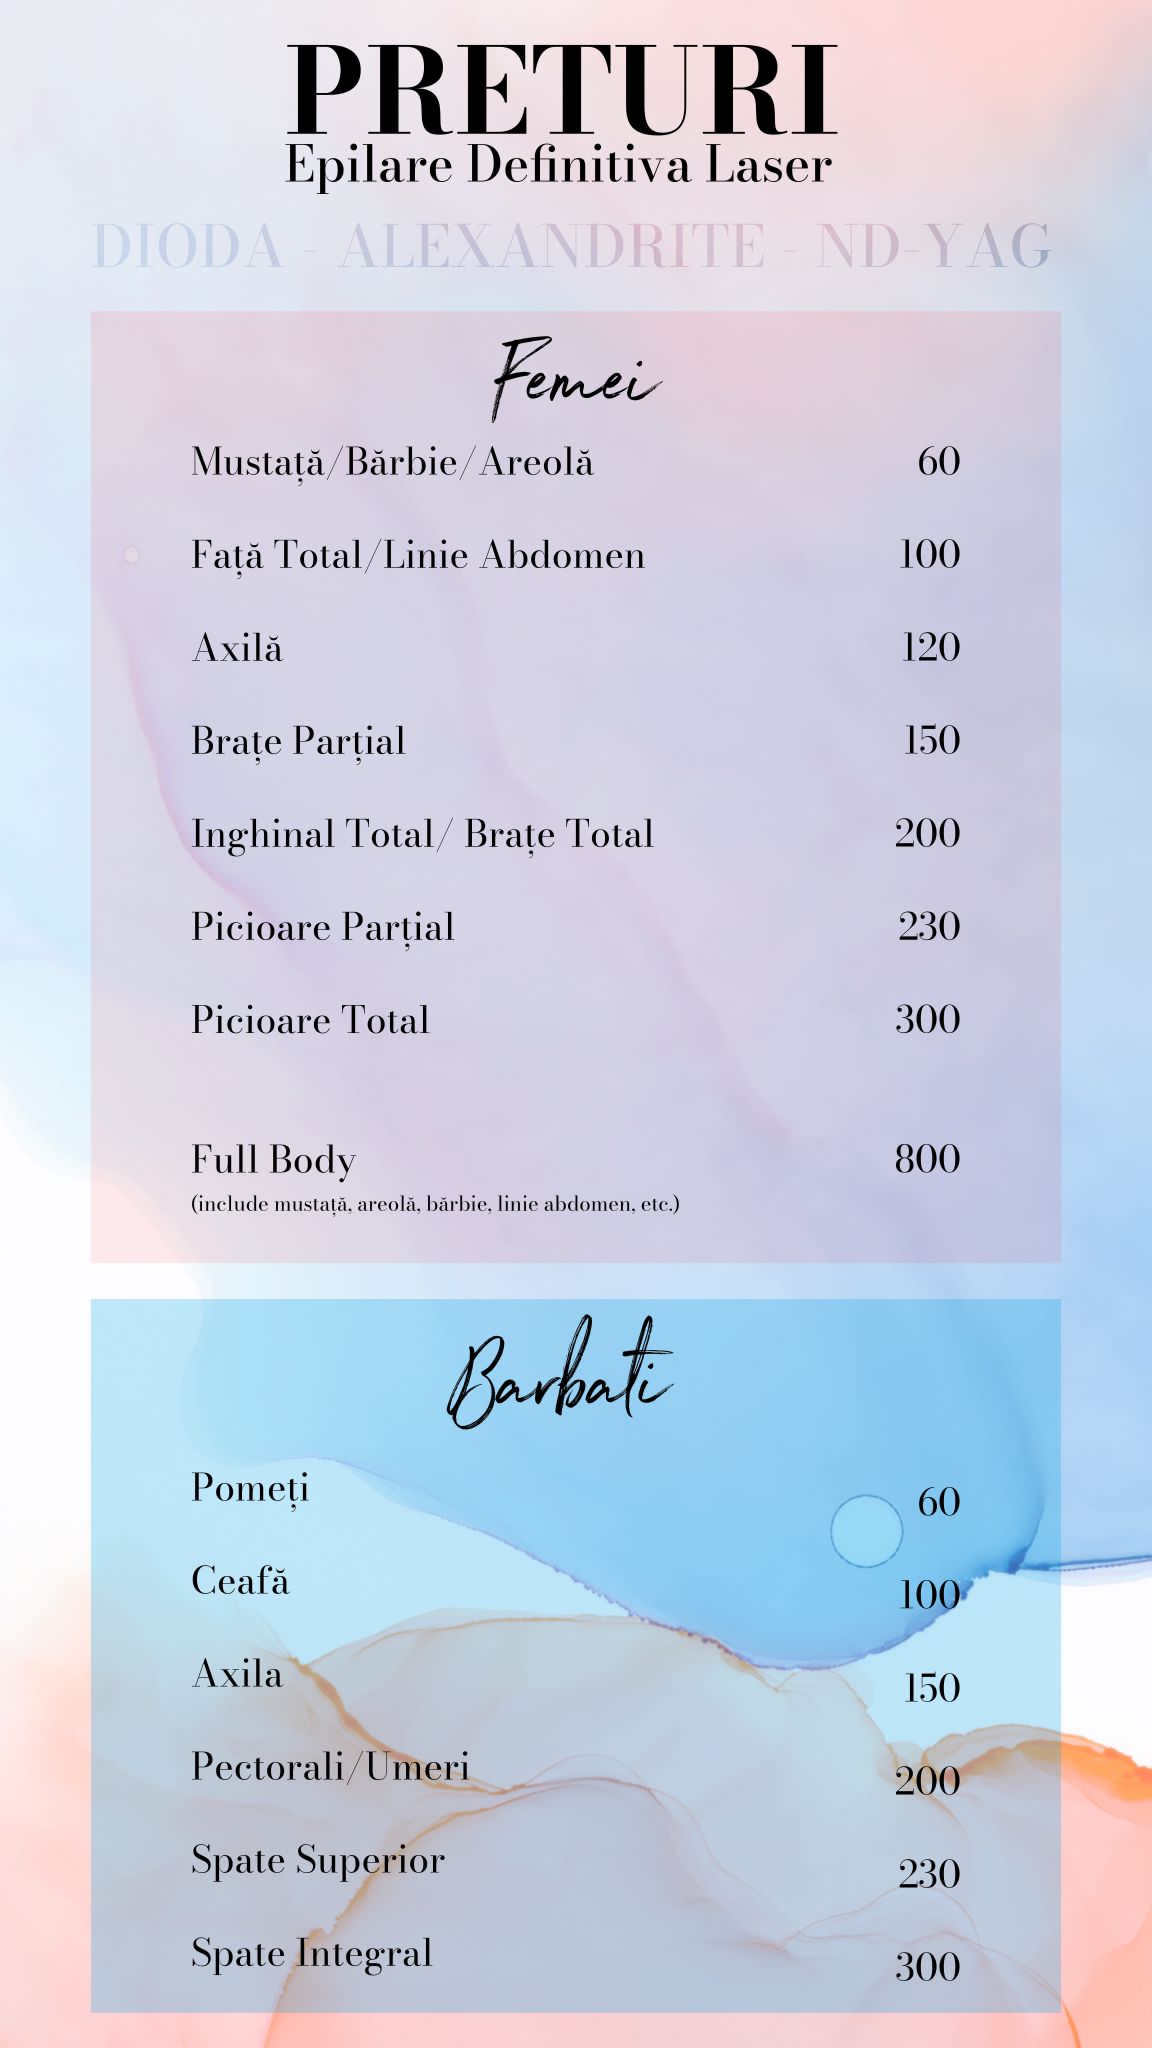 PRETURI
Epilare Definitiva Laser
DIODA - ALEXANDRITE - ND-YAG
Femei
Mustață/Bărbie/Areolă 60
Față Total/Linie Abdomen 100
Axilă 120
Brațe Parțial 150
Inghinal Total/ Brațe Total 200
Picioare Parțial 230
Picioare Total 300
Full Body 800
(include mustață, areolă, bărbie, linie abdomen, etc.)
Barbati
Pomeți 60
Ceafă 100
Axila 150
Pectorali/Umeri 200
Spate Superior 230
Spate Integral 300